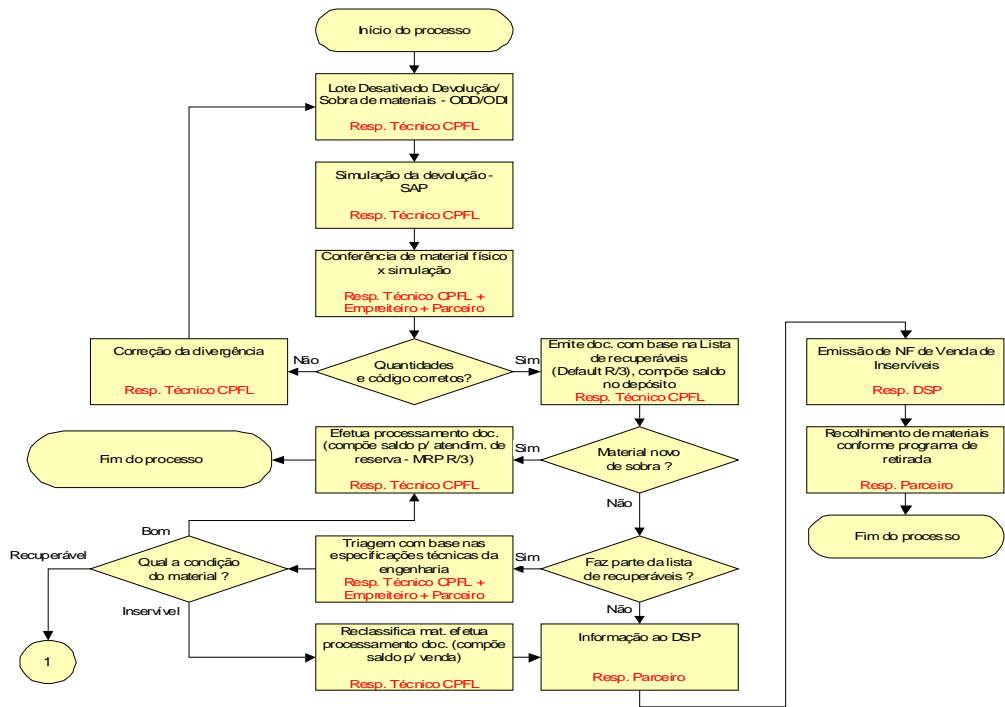 Início do processo
Lote Desativado Devolução/
Sobra de materiais - ODD/ODI
Resp. Técnico CPFL
Simulação da devolução -
SAP
Resp. Técnico CPFL
Conferência de material físico
x simulação
Resp. Técnico CPFL +
Empreiteiro + Parceiro
Correção da divergência
Resp. Técnico CPFL
Não
Quantidades
e código corretos?
Sim
Emite doc. com base na Lista
de recuperáveis
(Default R/3), compõe saldo
no depósito
Resp. Técnico CPFL
Emissão de NF de Venda de
Inservíveis
Resp. DSP
Fim do processo
Efetua processamento doc.
(compõe saldo p/ atendim. de
reserva - MRP R/3)
Resp. Técnico CPFL
Sim
Material novo
de sobra ?
Não
Recolhimento de materiais
conforme programa de
retirada
Resp. Parceiro
Fim do processo
Bom
Recuperável
Qual a condição
do material ?
Inservível
Triagem com base nas
especificações técnicas da
engenharia
Resp. Técnico CPFL +
Empreiteiro + Parceiro
Sim
Faz parte da lista
de recuperáveis ?
Não
1
Reclassifica mat. efetua
processamento doc. (compõe
saldo p/ venda)
Resp. Técnico CPFL
Informação ao DSP
Resp. Parceiro